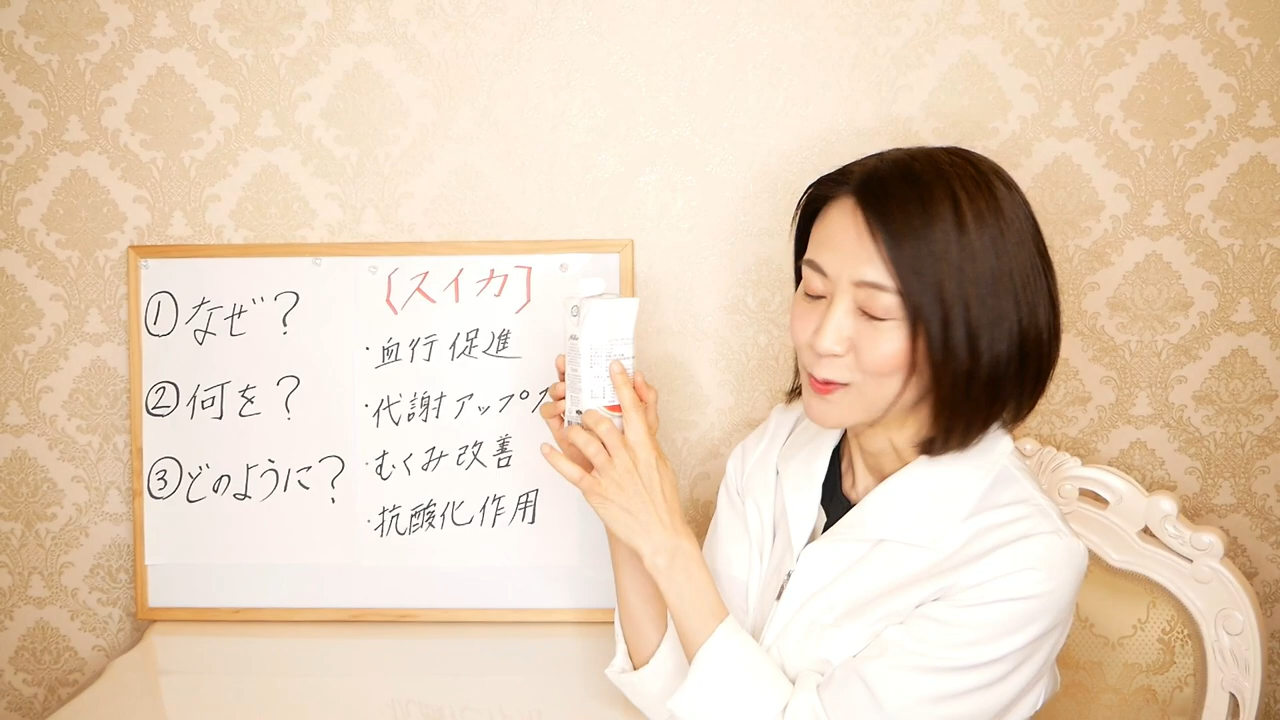 ①なぜ?
②何を?
③どのように?
〔スイカ〕
・血行促進
・代謝アップ
・むくみ改善
・抗酸化作用